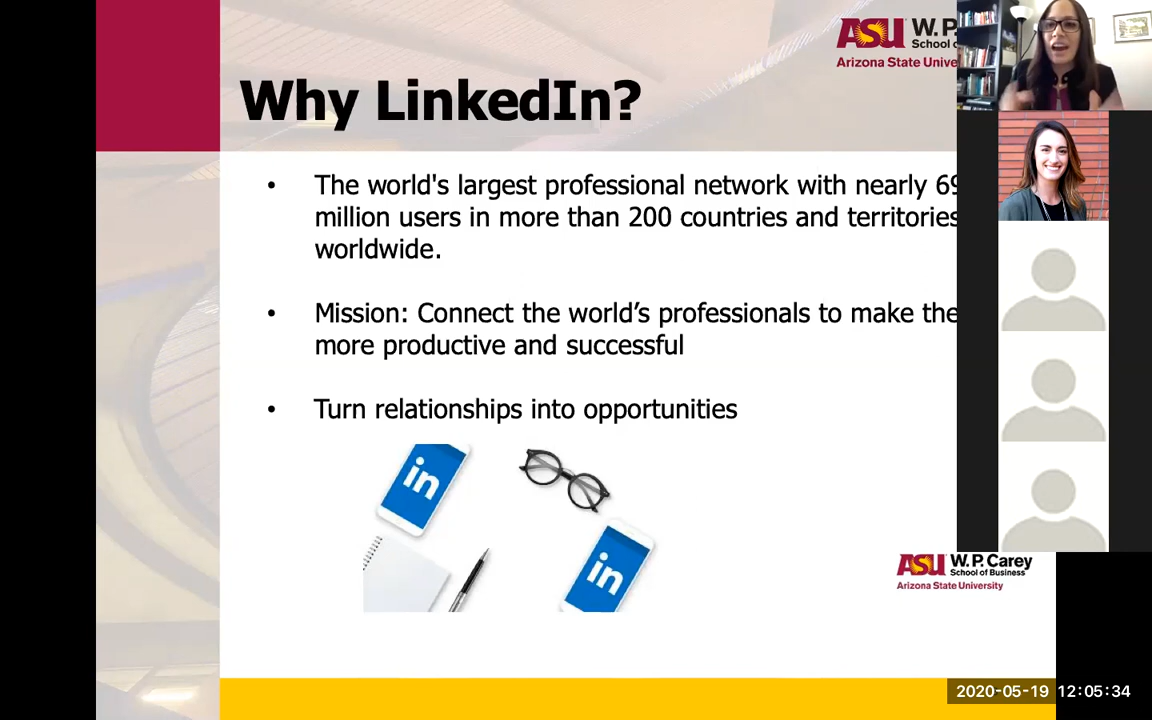 ASU W. P.
School o
Arizona State Unive
Why LinkedIn?
• The world's largest professional network with nearly 69
million users in more than 200 countries and territories
worldwide.
• Mission: Connect the world’s professionals to make the
more productive and successful
• Turn relationships into opportunities
in
in
ASU W. P. Carey
School of Business
Arizona State University
2020-05-19 12:05:34